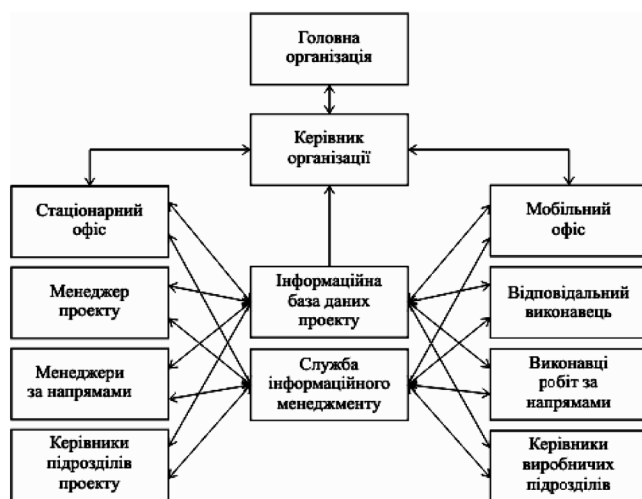 Головна
організація
Керівник
організації
Стаціонарний
офіс
Мобільний
офіс
Менеджер
проекту
Інформаційна
база даних
проекту
Відповідальний
виконавець
Менеджери
за напрямами
Служба
інформаційного
менеджменту
Виконавці
робіт за
напрямами
Керівники
підрозділів
проекту
Керівники
виробничих
підрозділів